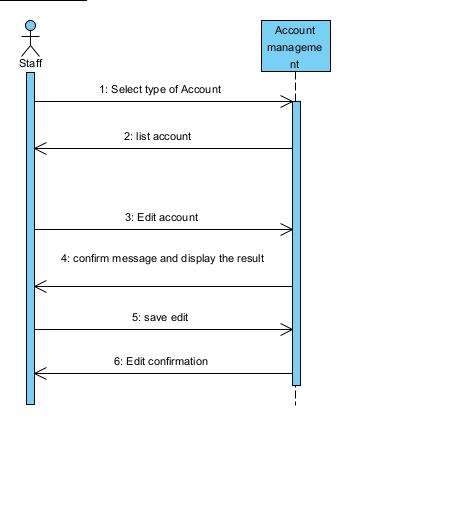 Account
manageme
nt
Staff
1: Select type of Account
2: list account
3: Edit account
4: confirm message and display the result
5: save edit
6: Edit confirmation